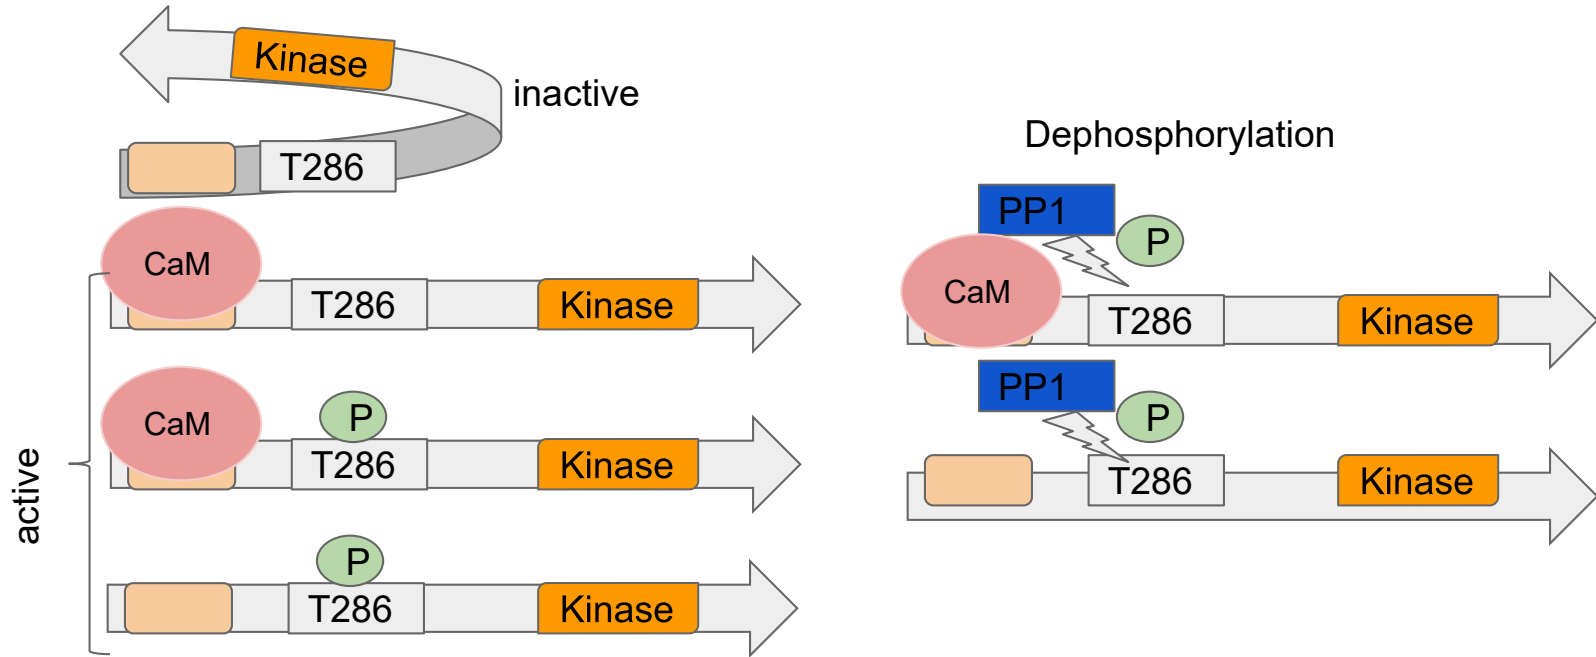 Kinase
inactive
T286
CaM
T286
Kinase
active
CaM
P
T286
Kinase
P
T286
Kinase
Dephosphorylation
PP1
P
CaM
T286
Kinase
PP1
P
T286
Kinase